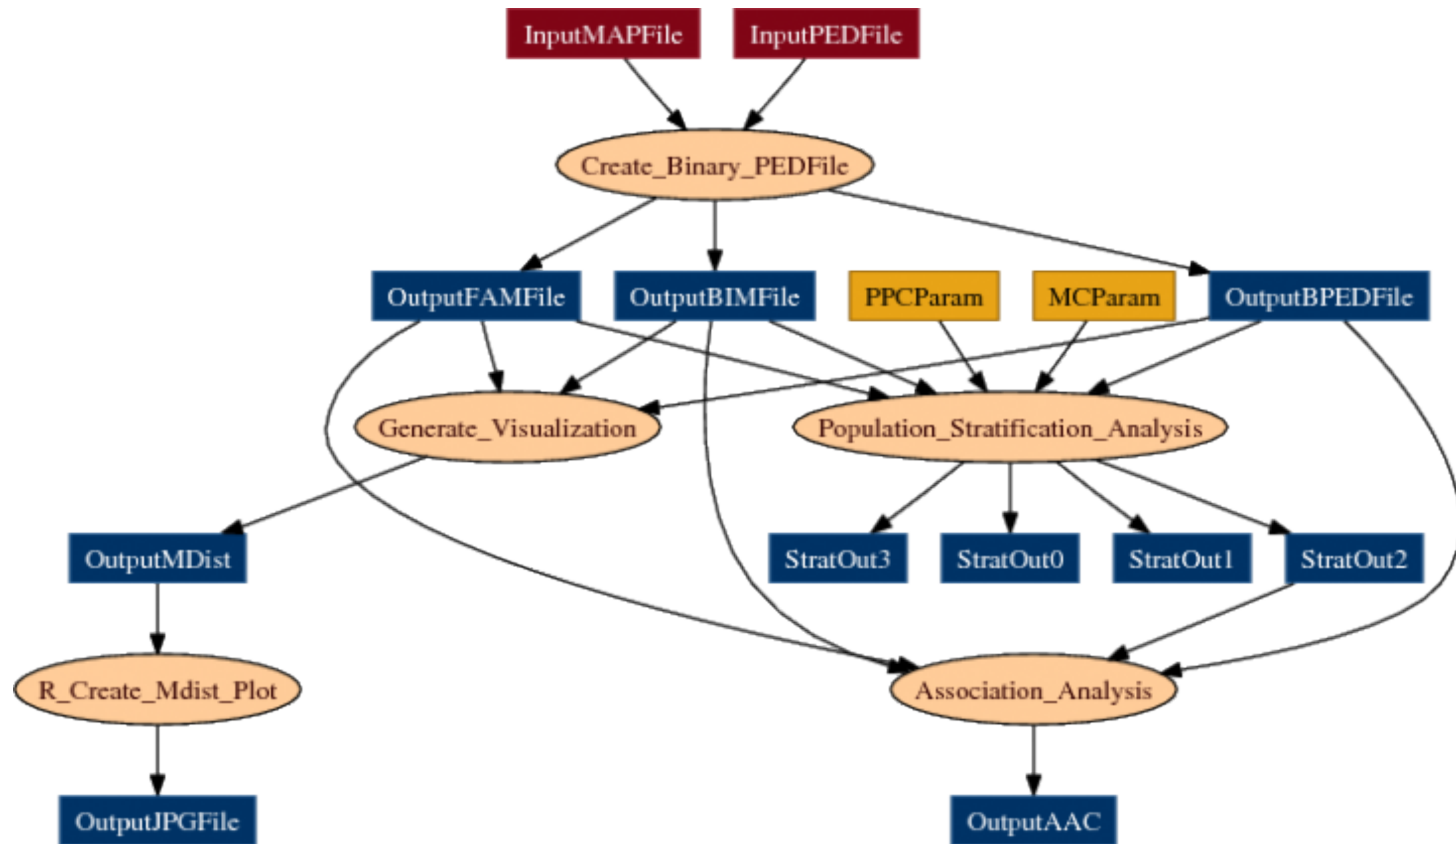 InputMAPFile
InputPEDFile
Create_Binary_PEDFile
OutputFAMFile
OutputBIMFile
PPCParam
MCParam
OutputBPEDFile
Generate_Visualization
Population_Stratification_Analysis
OutputMDist
StratOut3
StratOut0
StratOut1
StratOut2
R_Create_Mdist_Plot
Association_Analysis
OutputJPGFile
OutputAAC